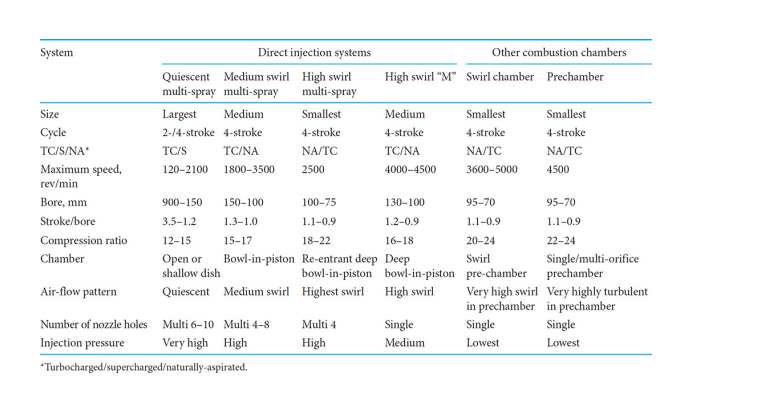 System Direct injection systems Other combustion chambers
Quiescent Medium swirl High swirl High swirl “M” Swirl chamber Prechamber
multi-spray multi-spray multi-spray
Size Largest Medium Smallest Medium Smallest Smallest
Cycle 2-/4-stroke 4-stroke 4-stroke 4-stroke 4-stroke 4-stroke
TC/S/NA* TC/S TC/NA NA/TC TC/NA NA/TC NA/TC
Maximum speed, 120–2100 1800–3500 2500 4000–4500 3600–5000 4500
rev/min
Bore, mm 900–150 150–100 100–75 130–100 95–70 95–70
Stroke/bore 3.5–1.2 1.3–1.0 1.1–0.9 1.2–0.9 1.1–0.9 1.1–0.9
Compression ratio 12–15 15–17 18–22 16–18 20–24 22–24
Chamber Open or Bowl-in-piston Re-entrant deep Deep Swirl Single/multi-orifice
shallow dish bowl-in-piston bowl-in-piston pre-chamber prechamber
Air-flow pattern Quiescent Medium swirl Highest swirl High swirl Very high swirl Very highly turbulent
in prechamber in prechamber
Number of nozzle holes Multi 6–10 Multi 4–8 Multi 4 Single Single Single
Injection pressure Very high High High Medium Lowest Lowest
*Turbocharged/supercharged/naturally-aspirated.